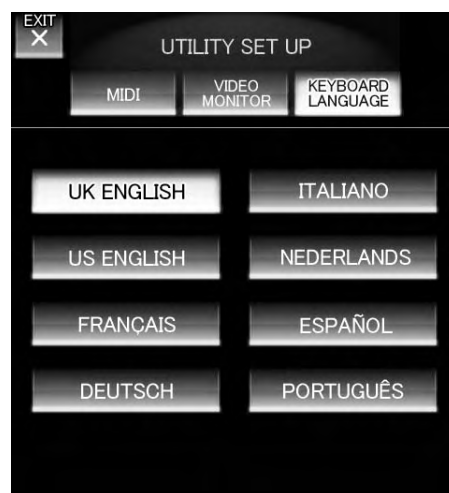 EXIT
×
UTILITY SET UP
MIDI
VIDEO
MONITOR
KEYBOARD
LANGUAGE
UK ENGLISH
ITALIANO
US ENGLISH
NEDERLANDS
FRANÇAIS
ESPAÑOL
DEUTSCH
PORTUGUÊS